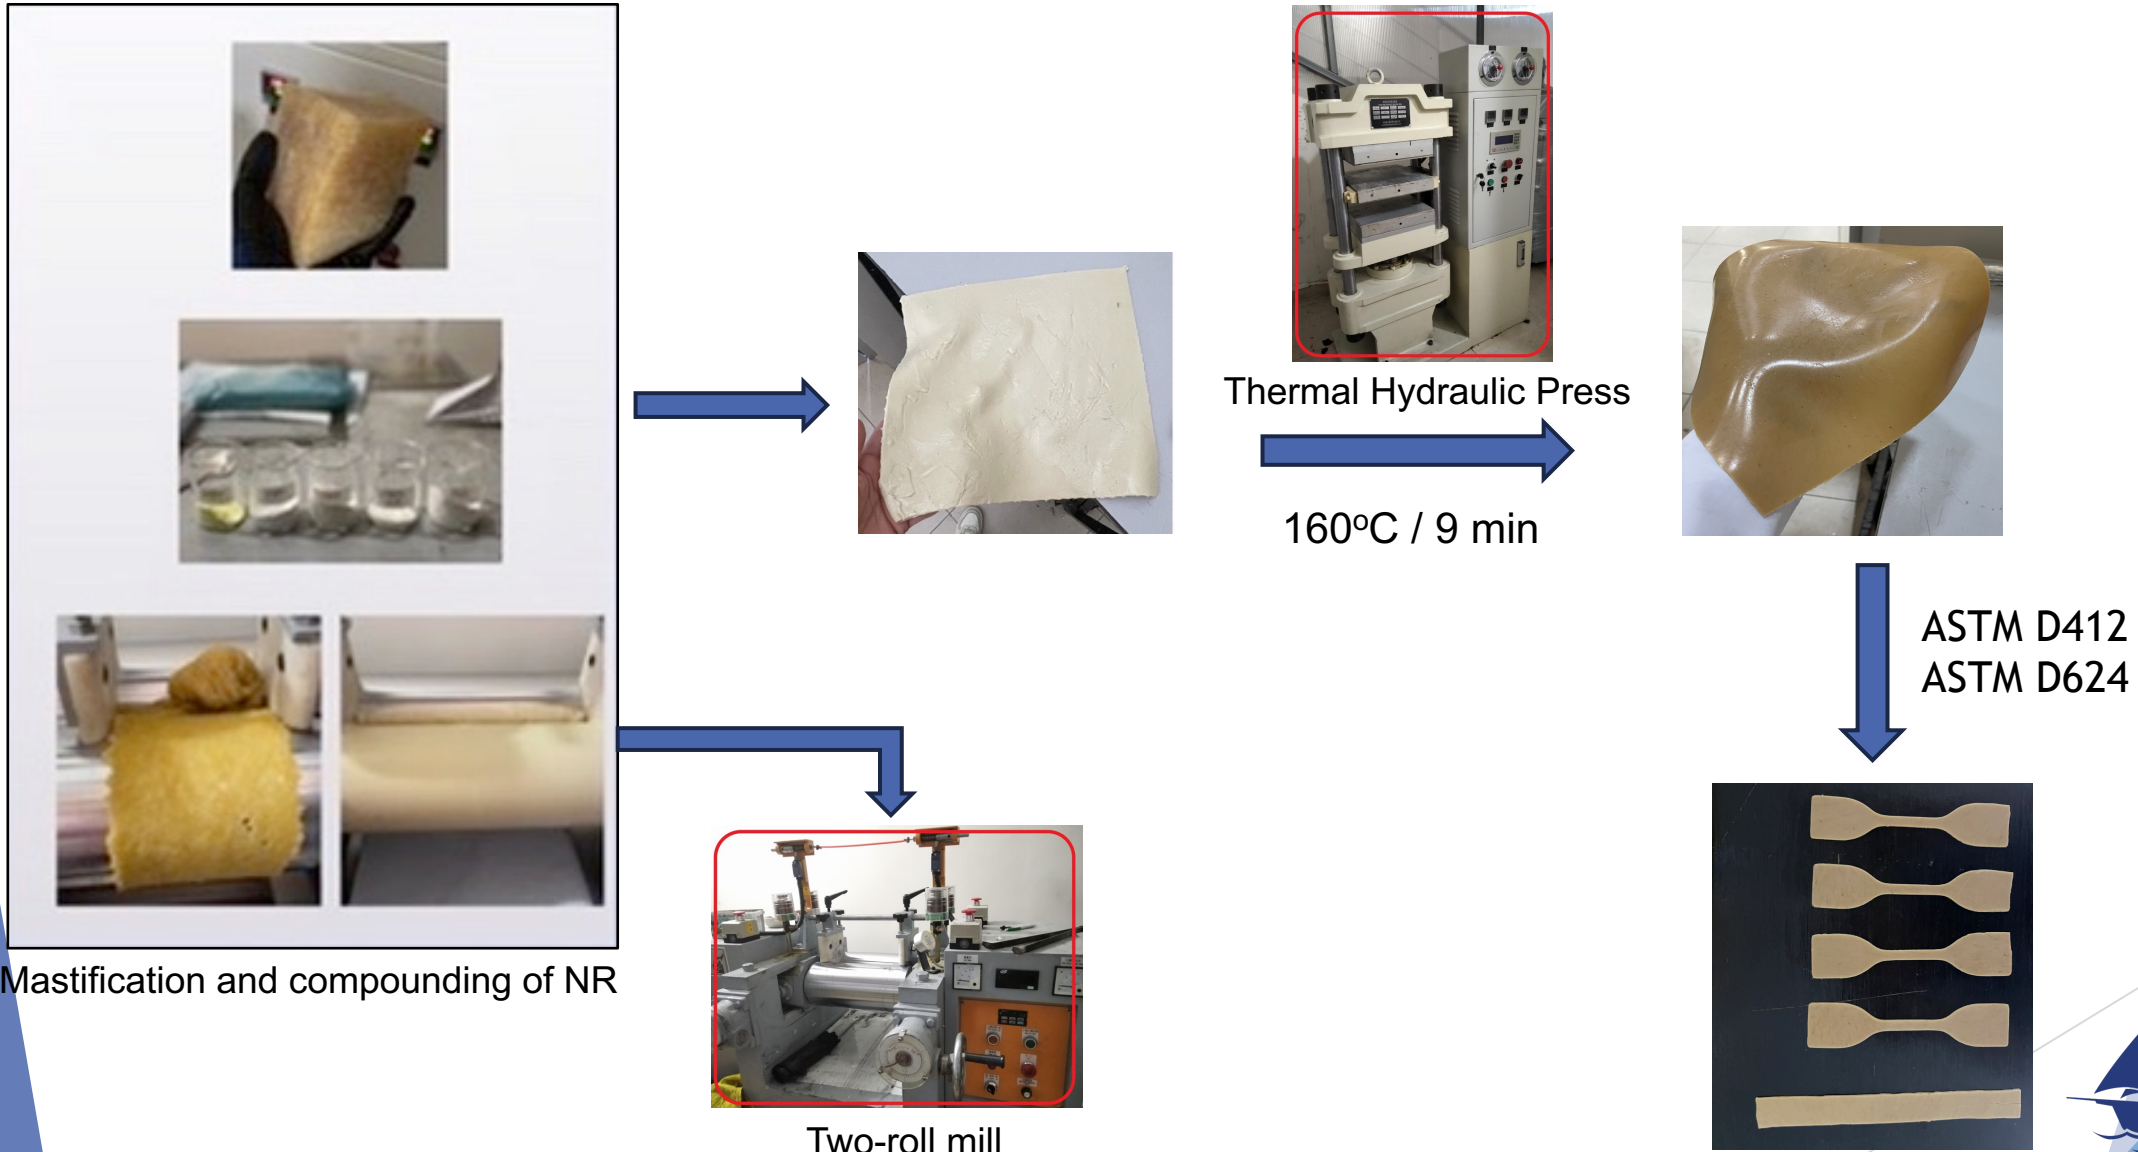 Thermal Hydraulic Press
160ºC / 9 min
ASTM D412
ASTM D624
Mastification and compounding of NR
Two-roll mill